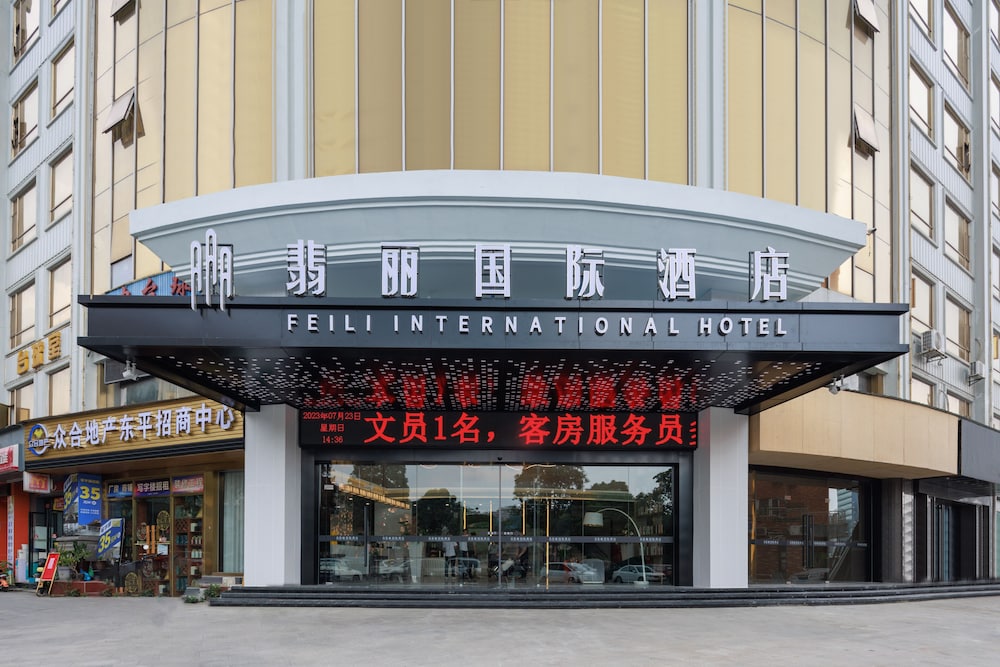 翡丽国际酒店
FEILI INTERNATIONAL HOTEL
2023年07月23日
星期日
14:36
文员1名，客房服务员
众合地产东平招商中心
35
35